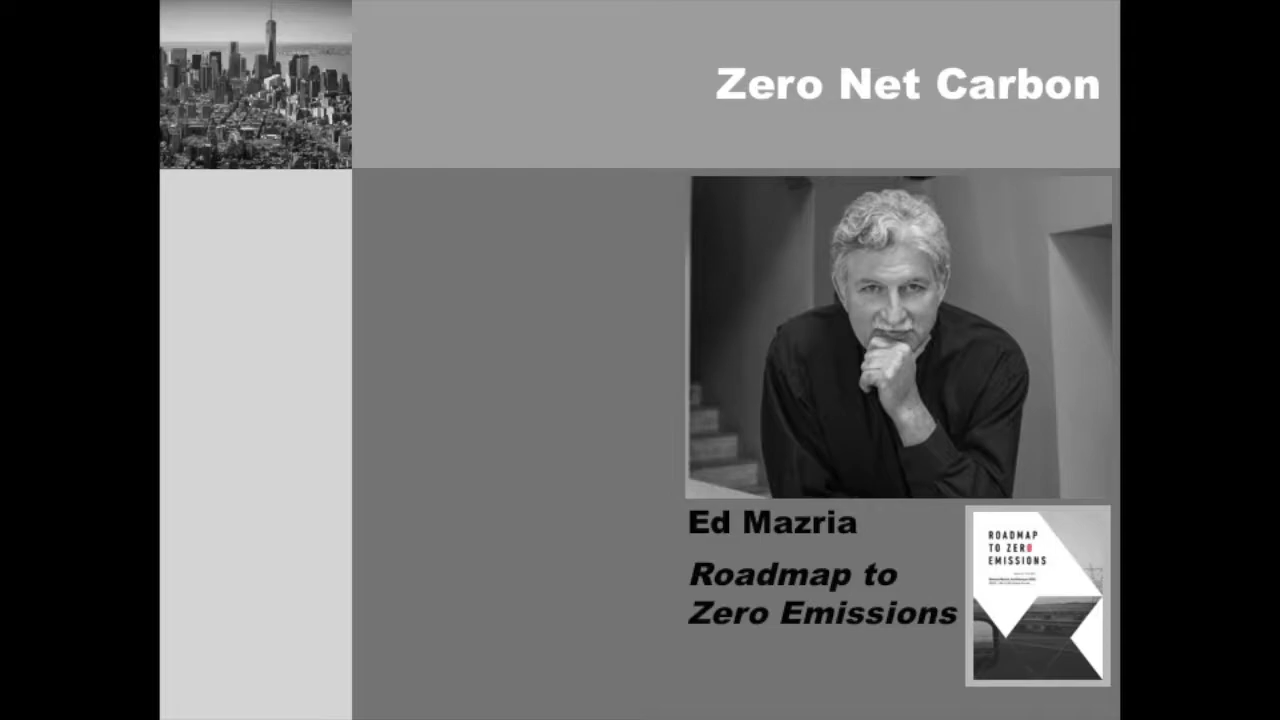 Zero Net Carbon
Ed Mazria
Roadmap to
Zero Emissions
ROADMAP
TO ZERO
EMISSIONS